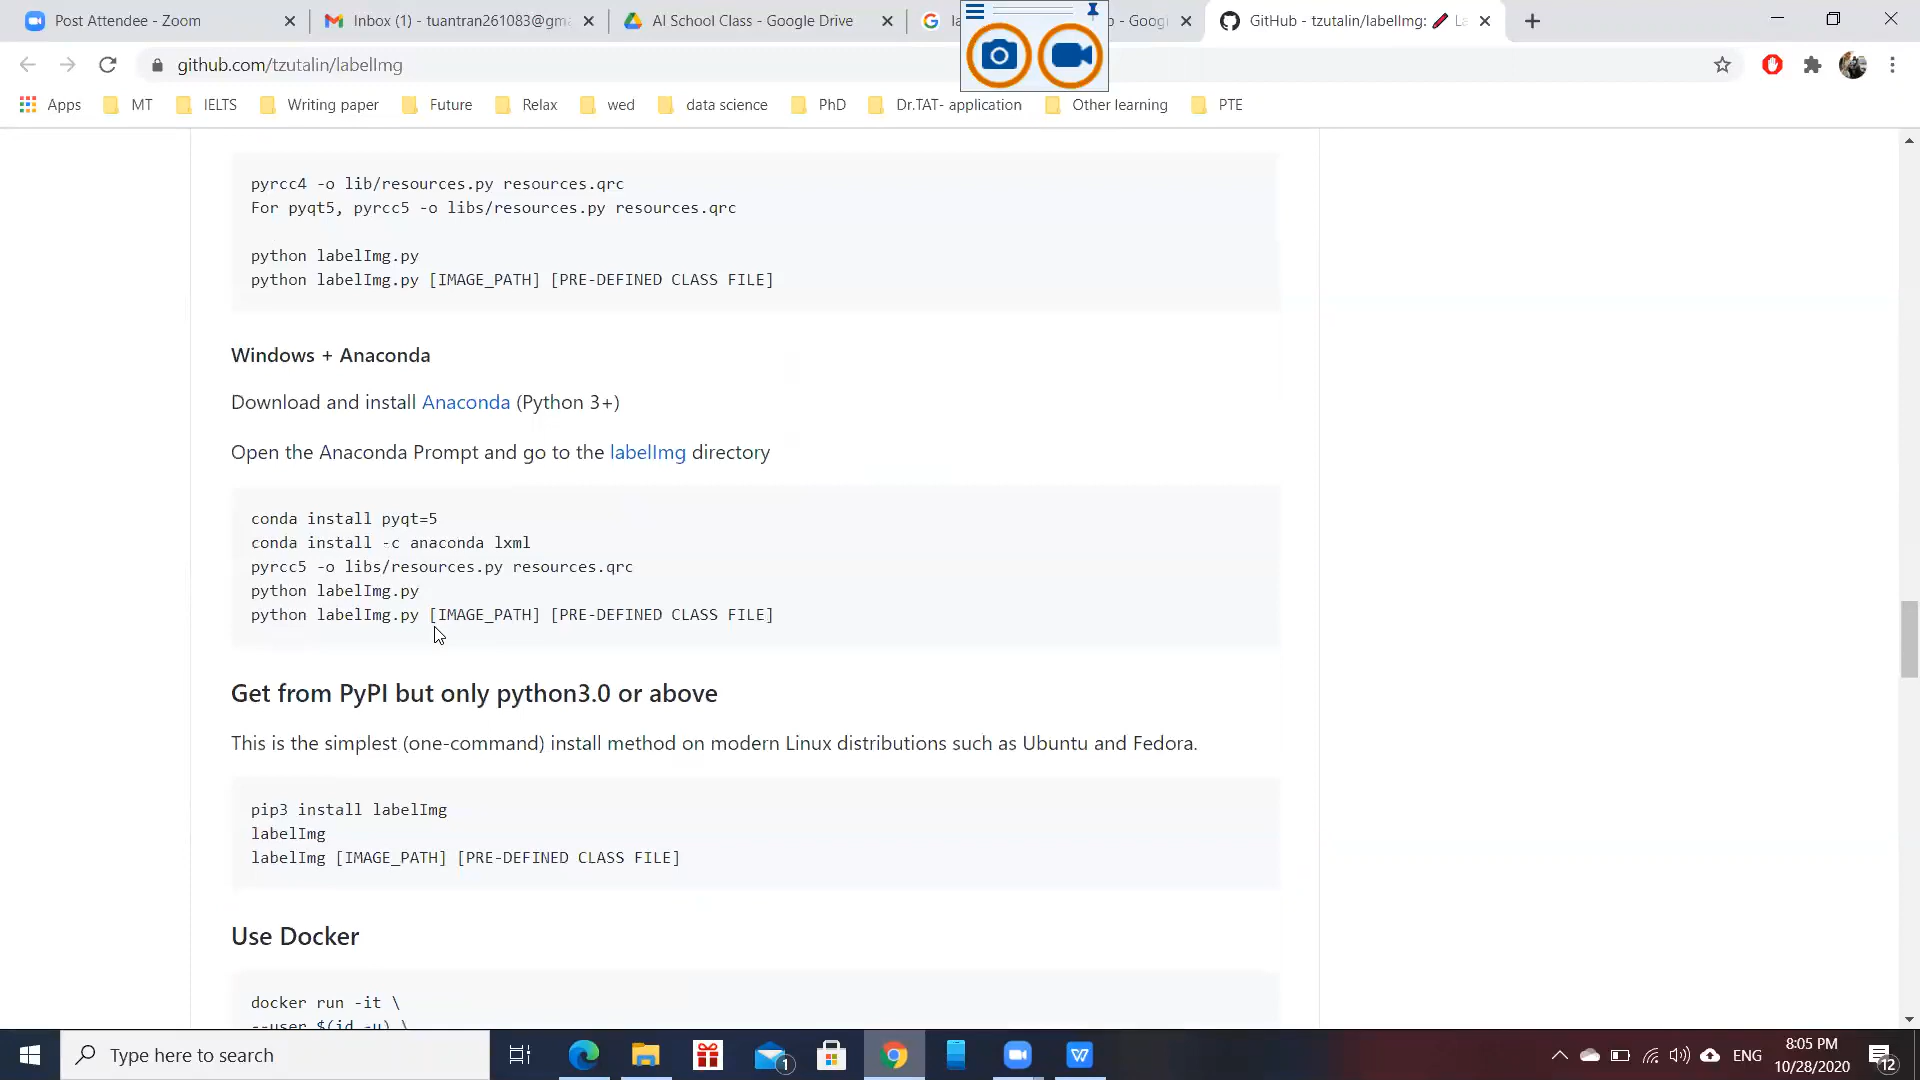 Post Attendee - Zoom
Inbox (1) - tuantran261083@gm
AI School Class - Google Drive
GitHub - tzutalin/labelImg:
github.com/tzutalin/labelImg
Apps
MT
IELTS
Writing paper
Future
Relax
wed
data science
PhD
Dr.TAT- application
Other learning
PTE
pyrcc4 -o lib/resources.py resources.qrc
For pyqt5, pyrcc5 -o libs/resources.py resources.qrc
python labelImg.py
python labelImg.py [IMAGE_PATH] [PRE-DEFINED CLASS FILE]
Windows + Anaconda
Download and install Anaconda (Python 3+)
Open the Anaconda Prompt and go to the labelImg directory
conda install pyqt=5
conda install -c anaconda lxml
pyrcc5 -o libs/resources.py resources.qrc
python labelImg.py
python labelImg.py [IMAGE_PATH] [PRE-DEFINED CLASS FILE]
Get from PyPI but only python3.0 or above
This is the simplest (one-command) install method on modern Linux distributions such as Ubuntu and Fedora.
pip3 install labelImg
labelImg
labelImg [IMAGE_PATH] [PRE-DEFINED CLASS FILE]
Use Docker
docker run -it \
--user $(id -u) \
Type here to search
1
ENG
8:05 PM
10/28/2020
12